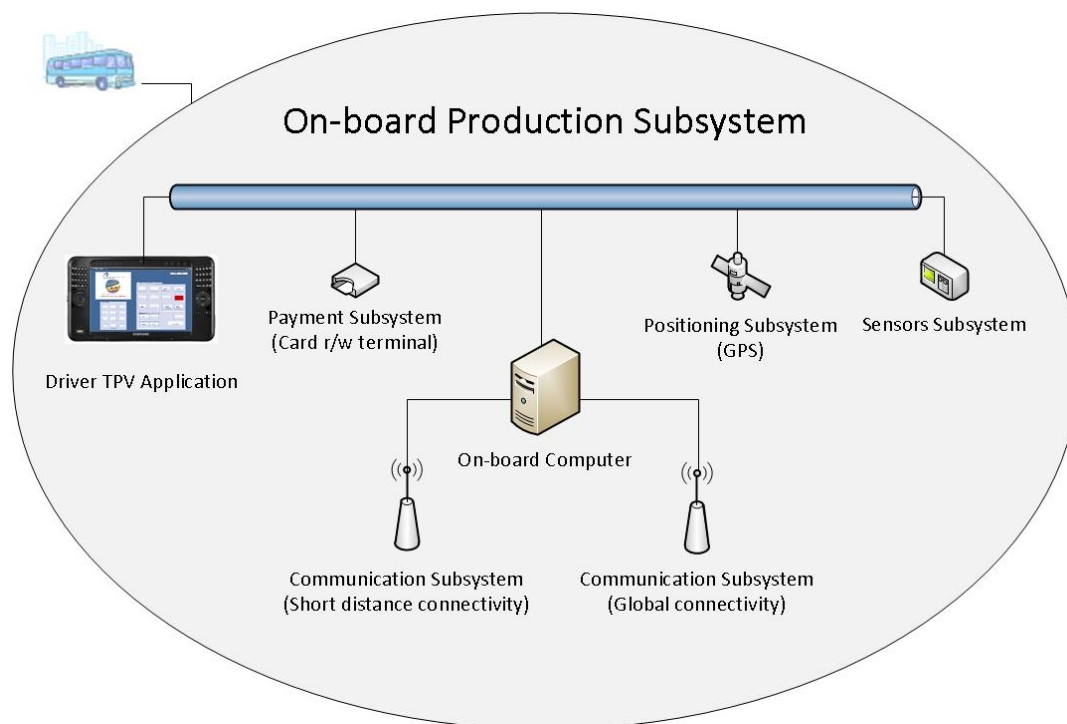 On-board Production Subsystem
Payment Subsystem
(Card r/w terminal)
Positioning Subsystem
(GPS)
Sensors Subsystem
Driver TPV Application
On-board Computer
Communication Subsystem
(Short distance connectivity)
Communication Subsystem
(Global connectivity)